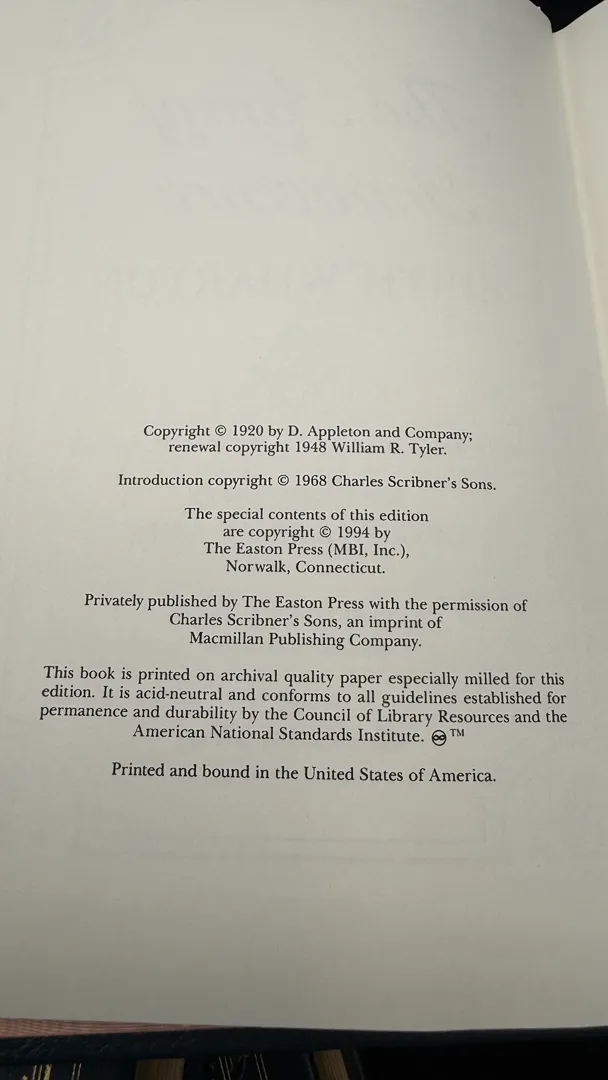 Copyright © 1920 by D. Appleton and Company;
renewal copyright 1948 William R. Tyler.
Introduction copyright © 1968 Charles Scribner's Sons.
The special contents of this edition
are copyright © 1994 by
The Easton Press (MBI, Inc.),
Norwalk, Connecticut.
Privately published by The Easton Press with the permission of
Charles Scribner's Sons, an imprint of
Macmillan Publishing Company.
This book is printed on archival quality paper especially milled for this
edition. It is acid-neutral and conforms to all guidelines established for
permanence and durability by the Council of Library Resources and the
American National Standards Institute. ♾ ™
Printed and bound in the United States of America.